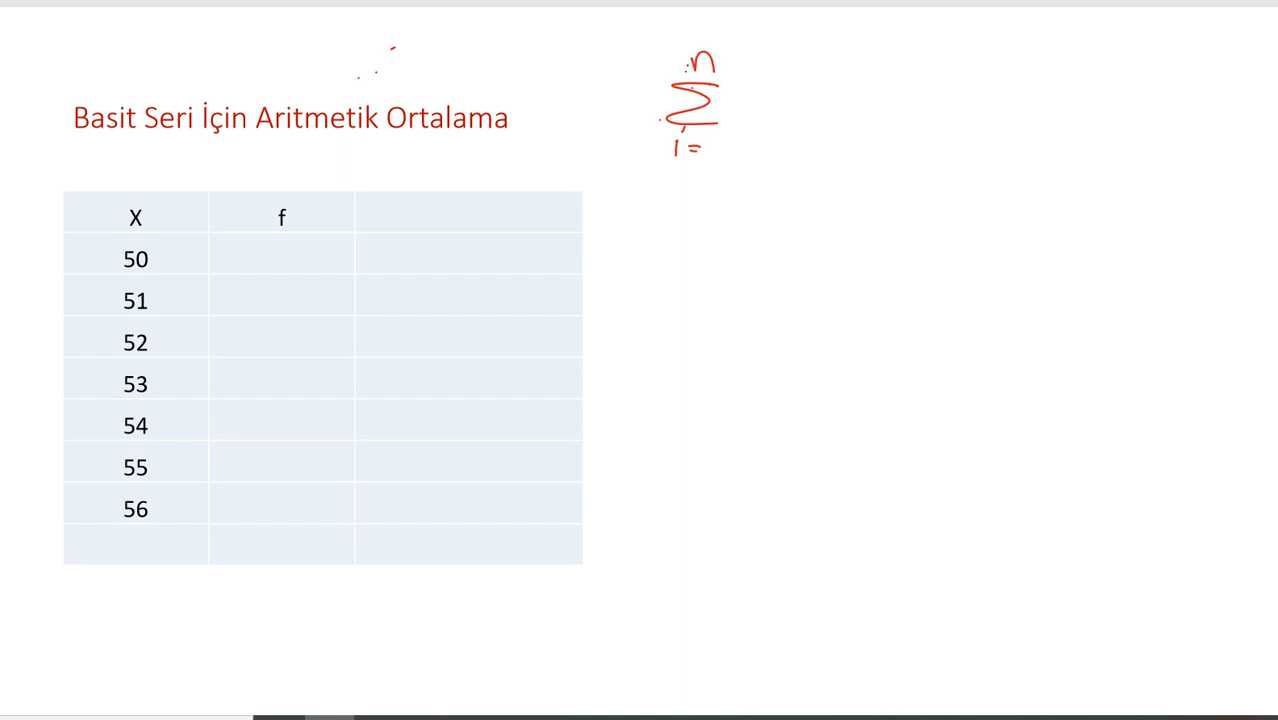 n
Σ
i =
Basit Seri İçin Aritmetik Ortalama
X f
50
51
52
53
54
55
56